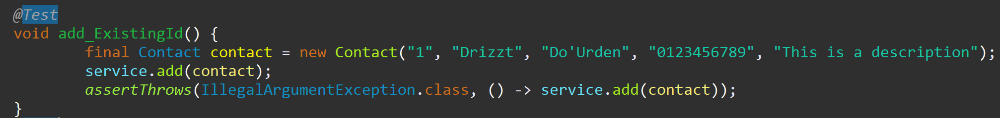 @Test
void add_ExistingId() {
final Contact contact = new Contact("1", "Drizzt", "Do'Urden", "0123456789", "This is a description");
service.add(contact);
assertThrows(IllegalArgumentException.class, () -> service.add(contact));
}